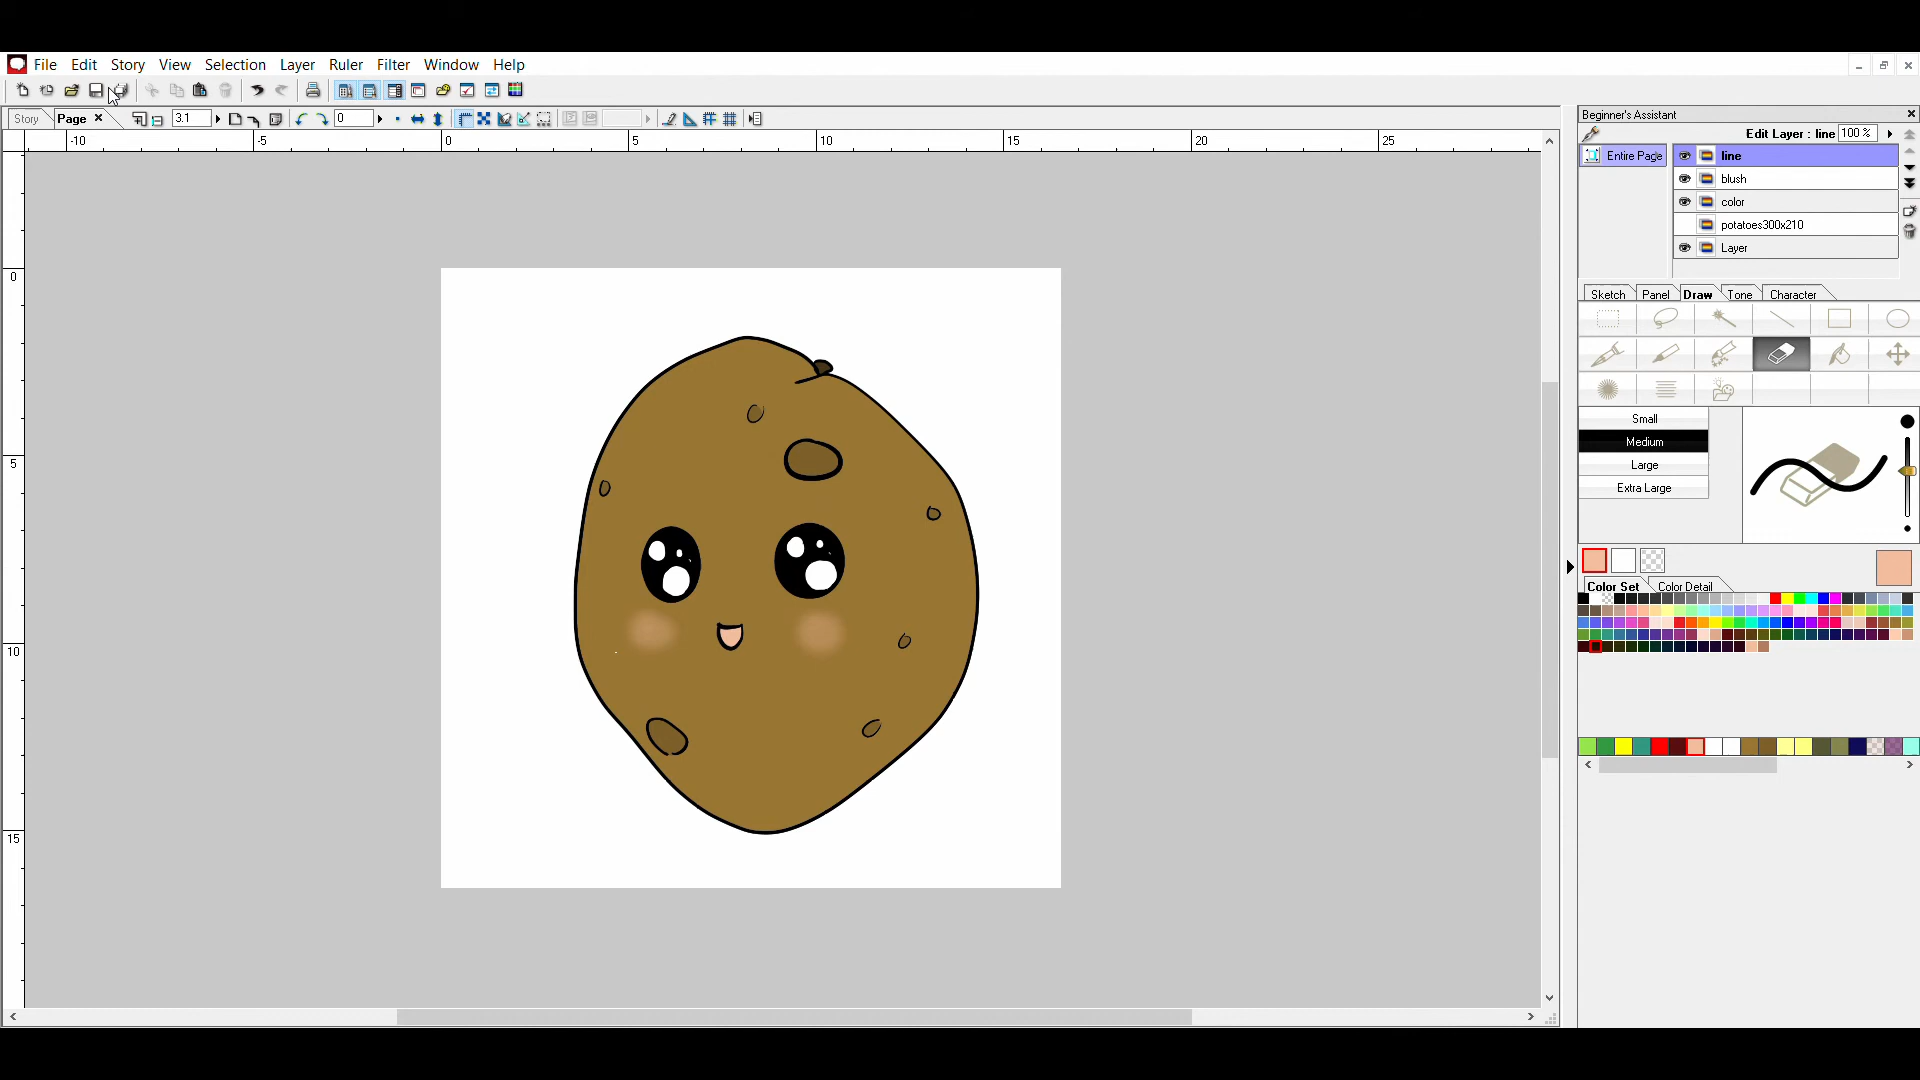 File Edit Story View Selection Layer Ruler Filter Window Help
Story Page 3.1 0
-10 -5 0 5 10 15 20 25
0
5
10
15
Beginner's Assistant
Edit Layer : line 100 %
Entire Page
line
blush
color
potatoes300x210
Layer
Sketch Panel Draw Tone Character
Small
Medium
Large
Extra Large
Color Set Color Detail